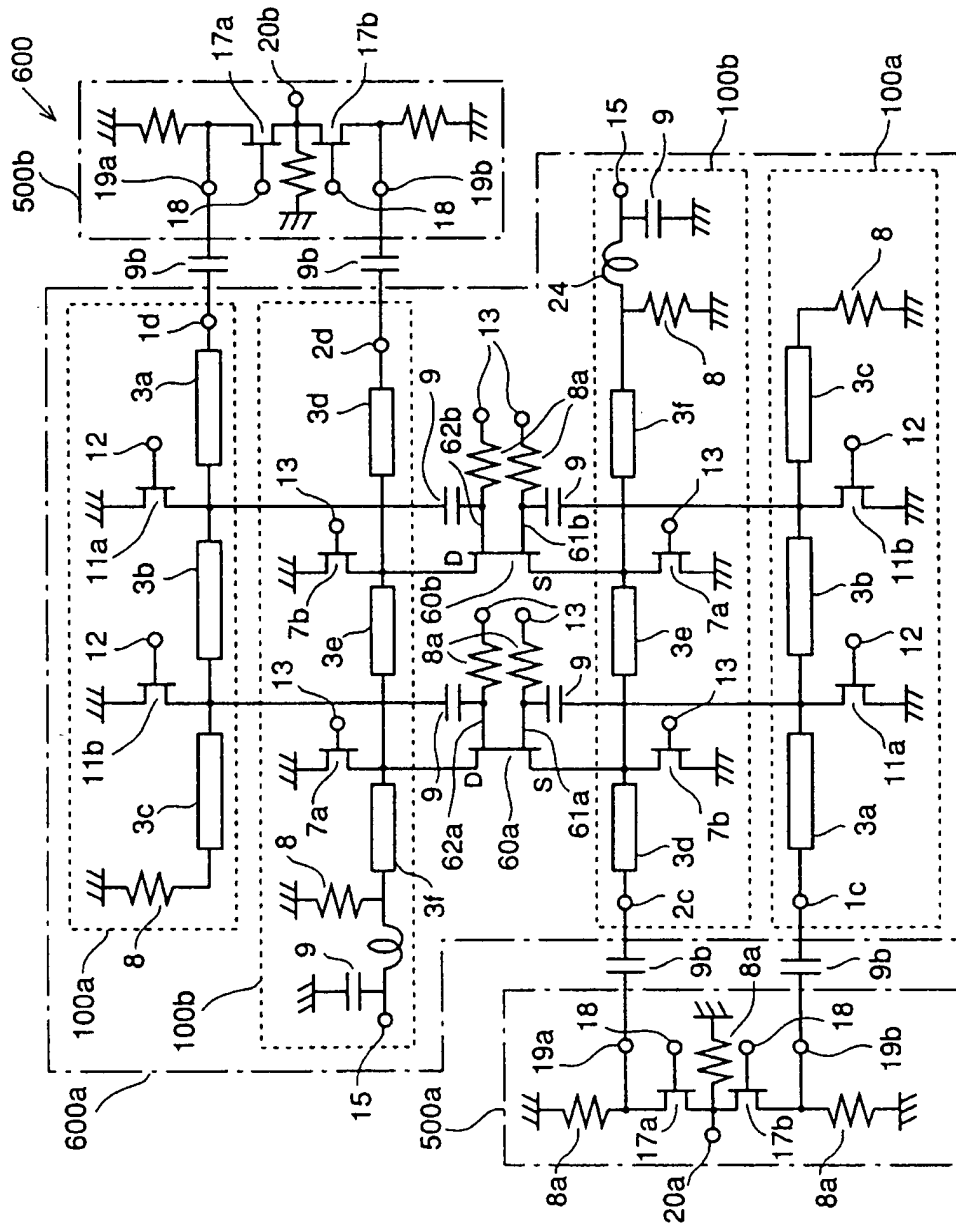 600
500b
17a
20b
17b
19a
18
18
19b
9b
9b
1d
2d
12
11a
3a
3b
12
11b
3c
8
100a
600a
13
7b
3d
3e
13
7a
3f
8
9
15
100b
9
62b
13
8a
D
S
60b
61b
9
13
8a
9
62a
D
S
60a
61a
9
15
9
24
8
100b
3f
13
7a
3e
13
7b
3d
2c
100a
8
3c
12
11b
3b
12
11a
3a
1c
9b
9b
500a
8a
19a
18
8a
17a
20a
17b
18
19b
8a